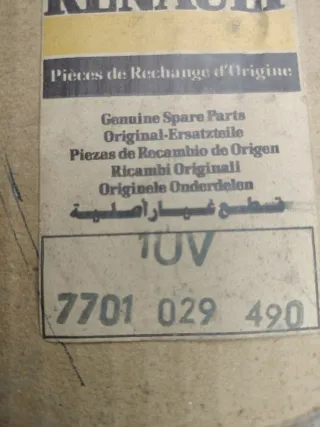 RENAULT
Pièces de Rechange d'Origine
Genuine Spare Parts
Original-Ersatzteile
Piezas de Recambio de Origen
Ricambi Originali
Originele Onderdelen
قطع غيار أصلية
1UV
7701 029 490